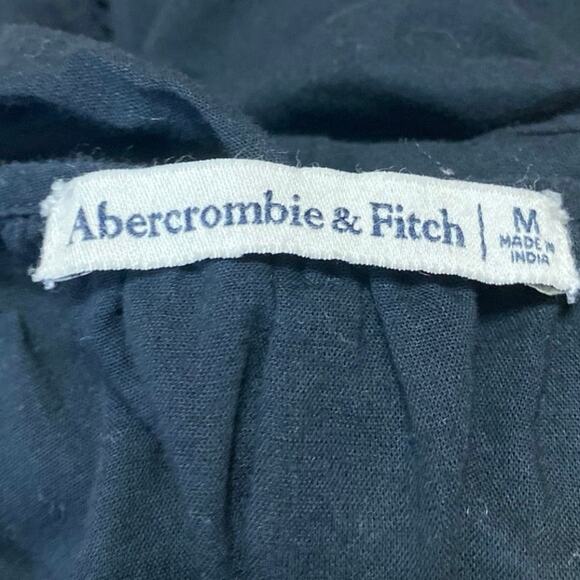 Abercrombie & Fitch | M
MADE IN
INDIA